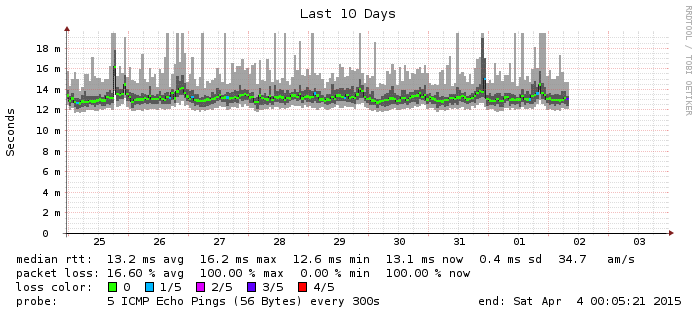 Last 10 Days
RRDTOOL / TOBI OETIKER
Seconds
18 m
16 m
14 m
12 m
10 m
8 m
6 m
4 m
2 m
0
25 26 27 28 29 30 31 01 02 03
median rtt: 13.2 ms avg 16.2 ms max 12.6 ms min 13.1 ms now 0.4 ms sd 34.7 am/s
packet loss: 16.60 % avg 100.00 % max 0.00 % min 100.00 % now
loss color: 0 1/5 2/5 3/5 4/5
probe: 5 ICMP Echo Pings (56 Bytes) every 300s end: Sat Apr 4 00:05:21 2015